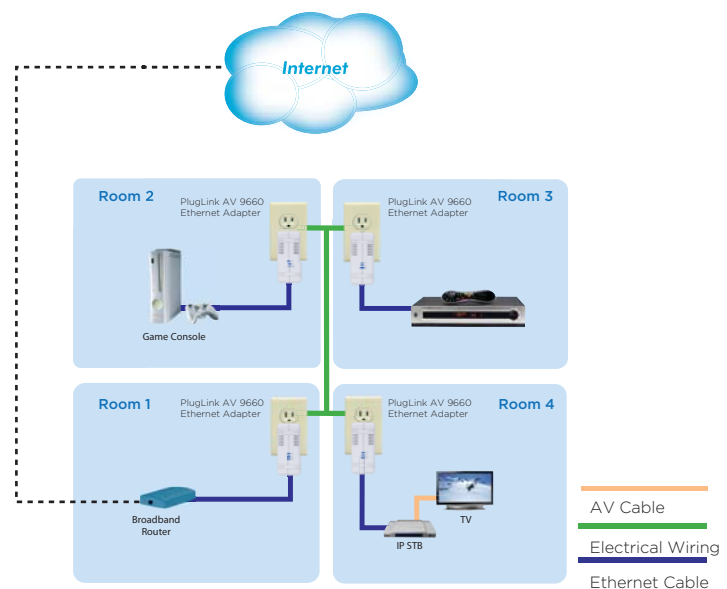 Internet
Room 2
PlugLink AV 9660
Ethernet Adapter
Game Console
PlugLink AV 9660
Ethernet Adapter
Room 3
Room 1
PlugLink AV 9660
Ethernet Adapter
Broadband
Router
PlugLink AV 9660
Ethernet Adapter
Room 4
TV
IP STB
AV Cable
Electrical Wiring
Ethernet Cable